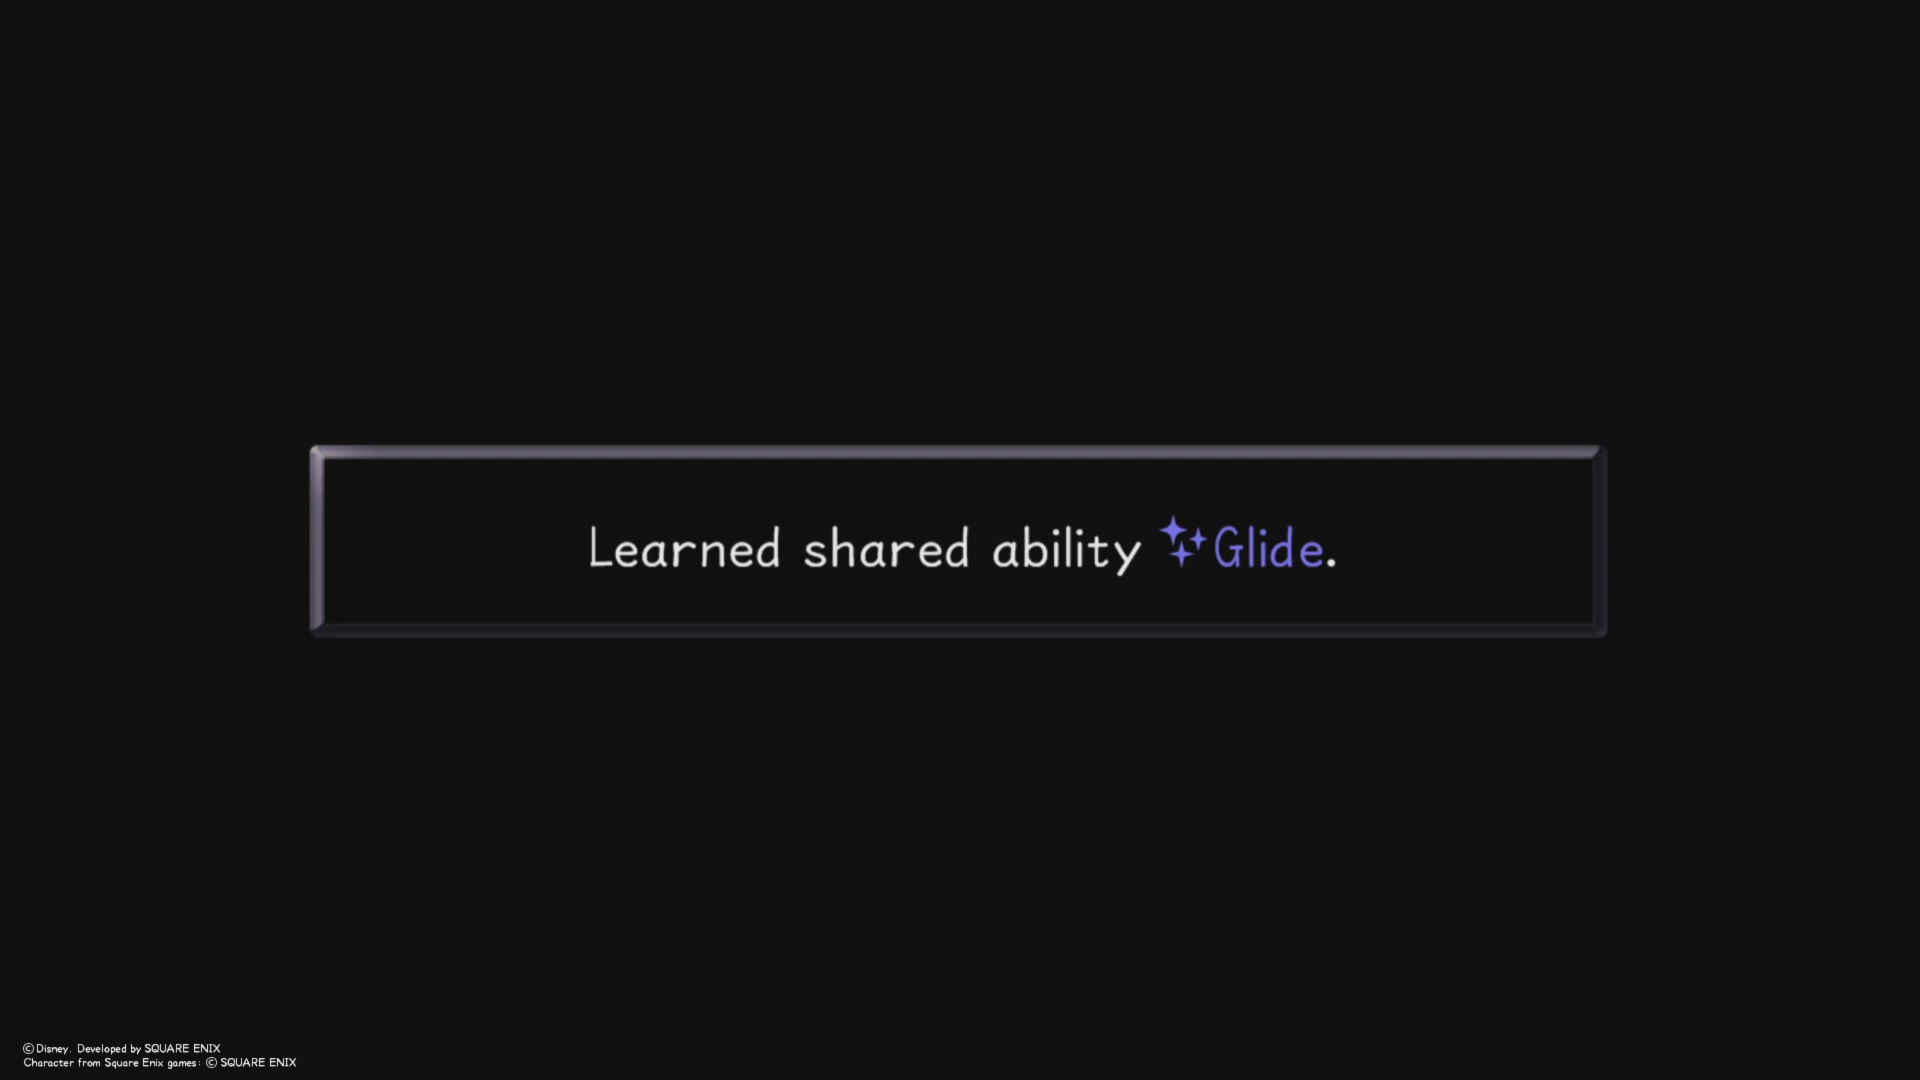 Learned shared ability Glide.
©Disney. Developed by SQUARE ENIX
Character from Square Enix games: © SQUARE ENIX